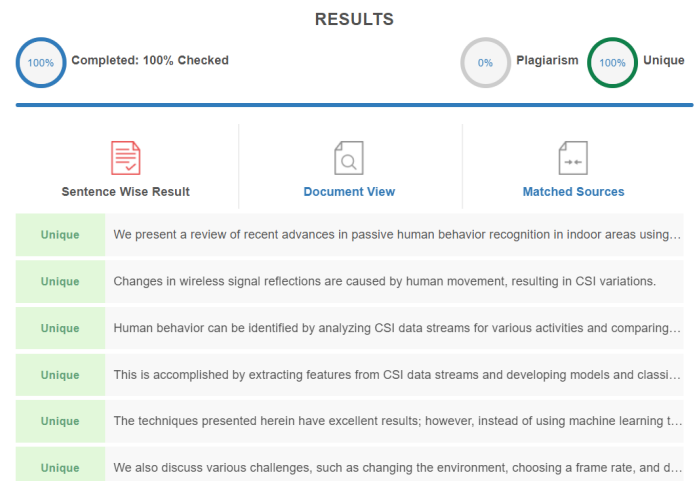 RESULTS
100% Completed: 100% Checked 0% Plagiarism 100% Unique
Sentence Wise Result Document View Matched Sources
Unique We present a review of recent advances in passive human behavior recognition in indoor areas using...
Unique Changes in wireless signal reflections are caused by human movement, resulting in CSI variations.
Unique Human behavior can be identified by analyzing CSI data streams for various activities and comparing...
Unique This is accomplished by extracting features from CSI data streams and developing models and classi...
Unique The techniques presented herein have excellent results; however, instead of using machine learning t...
Unique We also discuss various challenges, such as changing the environment, choosing a frame rate, and d...